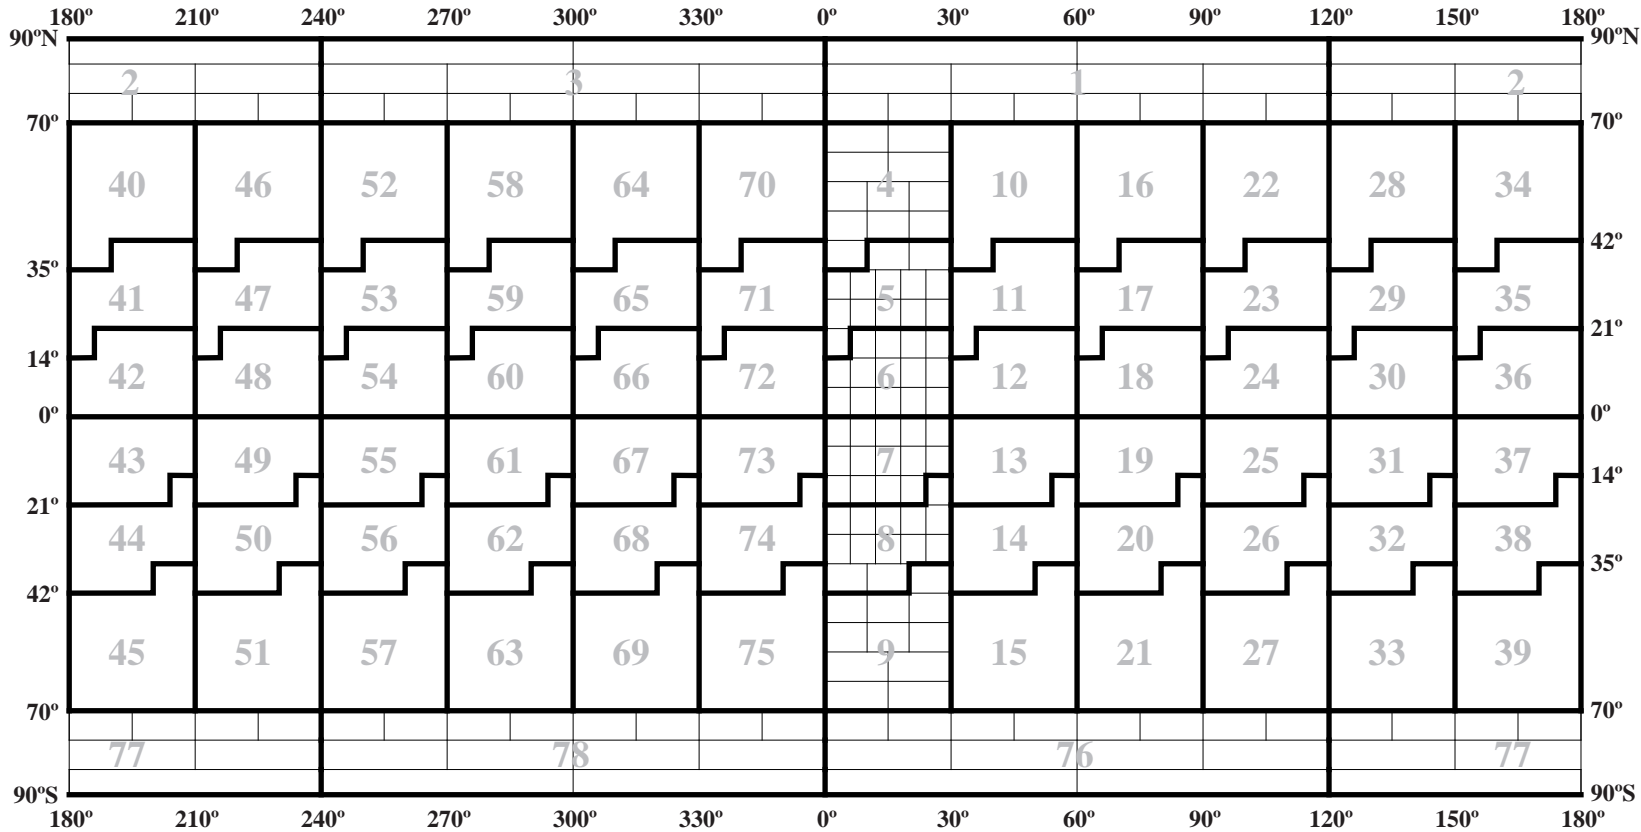 180º 210º 240º 270º 300º 330º 0º 30º 60º 90º 120º 150º 180º
90ºN 90ºN
2 3 1 2
70º 70º
40 46 52 58 64 70 4 10 16 22 28 34
42º
35º
41 47 53 59 65 71 5 11 17 23 29 35
21º
14º
42 48 54 60 66 72 6 12 18 24 30 36
0º 0º
43 49 55 61 67 73 7 13 19 25 31 37
14º
21º
44 50 56 62 68 74 8 14 20 26 32 38
35º
42º
45 51 57 63 69 75 9 15 21 27 33 39
70º 70º
77 78 76 77
90ºS 90ºS
180º 210º 240º 270º 300º 330º 0º 30º 60º 90º 120º 150º 180º